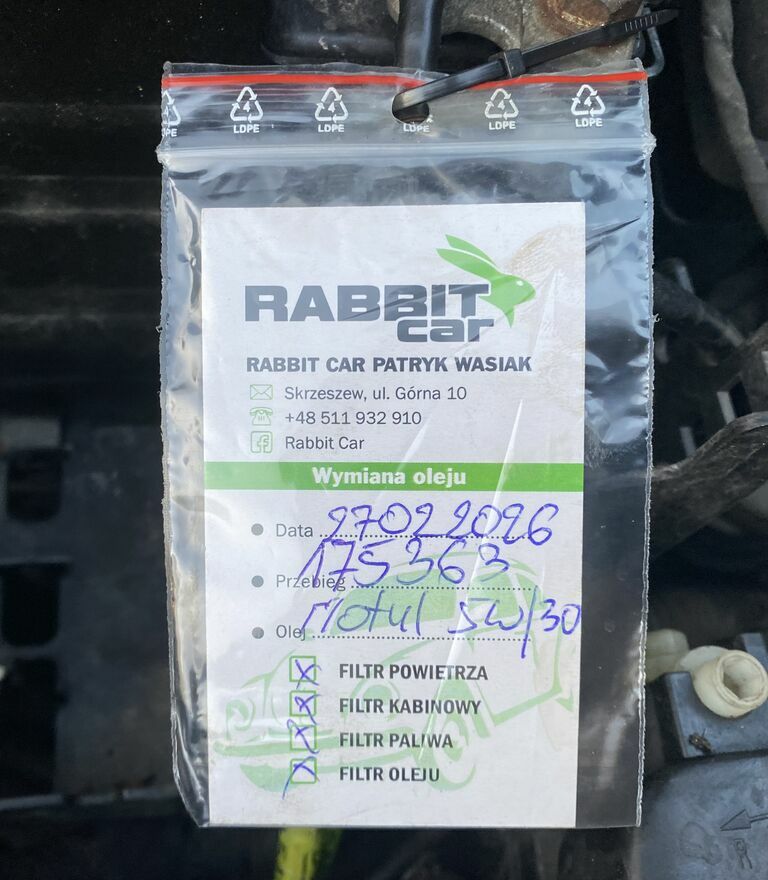 LDPE
LDPE
LDPE
LDPE
LDPE
RABBIT
car
RABBIT CAR PATRYK WASIAK
Skrzeszew, ul. Górna 10
+48 511 932 910
Rabbit Car
Wymiana oleju
Data 27022026
Przebieg 175363
Olej Motul 5w/30
FILTR POWIETRZA
FILTR KABINOWY
FILTR PALIWA
FILTR OLEJU